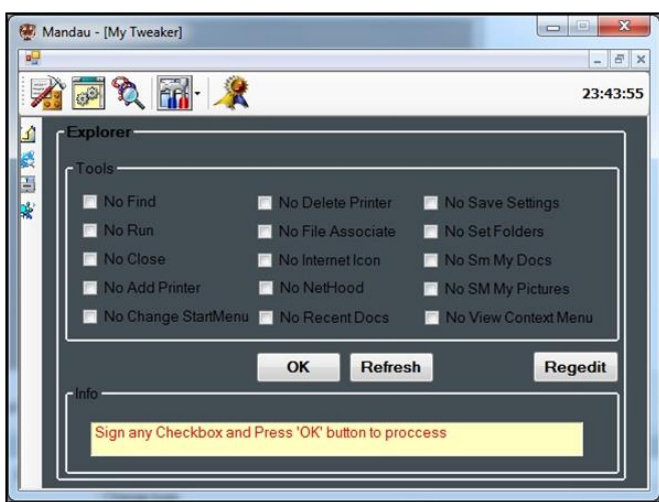 Mandau - [My Tweaker]
23:43:55
Explorer
Tools
No Find No Delete Printer No Save Settings
No Run No File Associate No Set Folders
No Close No Internet Icon No Sm My Docs
No Add Printer No NetHood No SM My Pictures
No Change StartMenu No Recent Docs No View Context Menu
OK Refresh Regedit
Info
Sign any Checkbox and Press 'OK' button to proccess